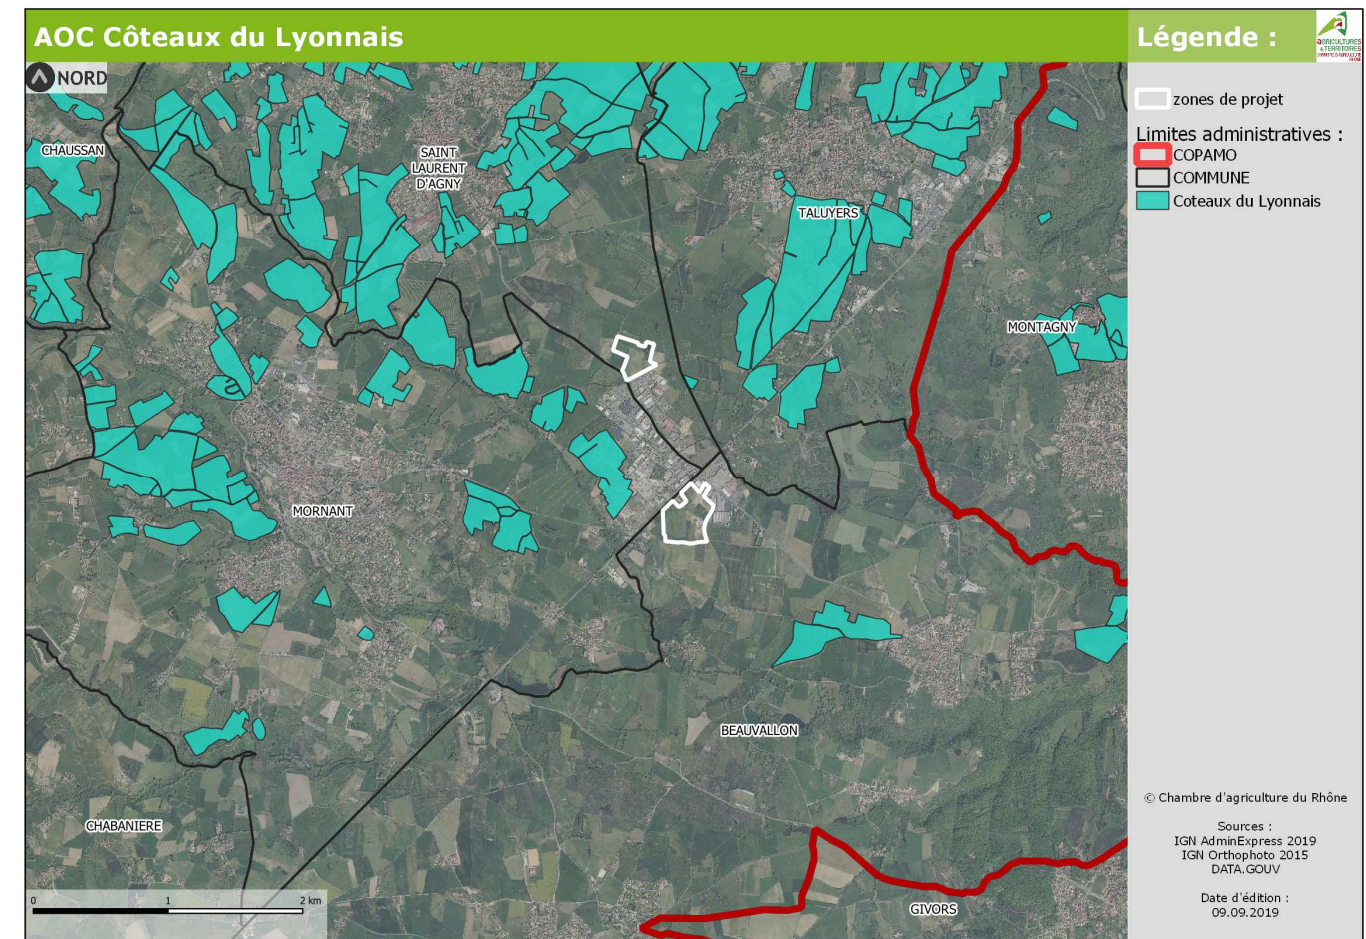 AOC Côteaux du Lyonnais
Légende :
AGRICULTURES
& TERRITOIRES
NORD
zones de projet
Limites administratives :
COPAMO
COMMUNE
Coteaux du Lyonnais
CHAUSSAN
SAINT
LAURENT
D'AGNY
TALUYERS
MONTAGNY
MORNANT
BEAUVALLON
CHABANIERE
GIVORS
0 1 2 km
© Chambre d'agriculture du Rhône
Sources :
IGN AdminExpress 2019
IGN Orthophoto 2015
DATA.GOUV
Date d'édition :
09.09.2019